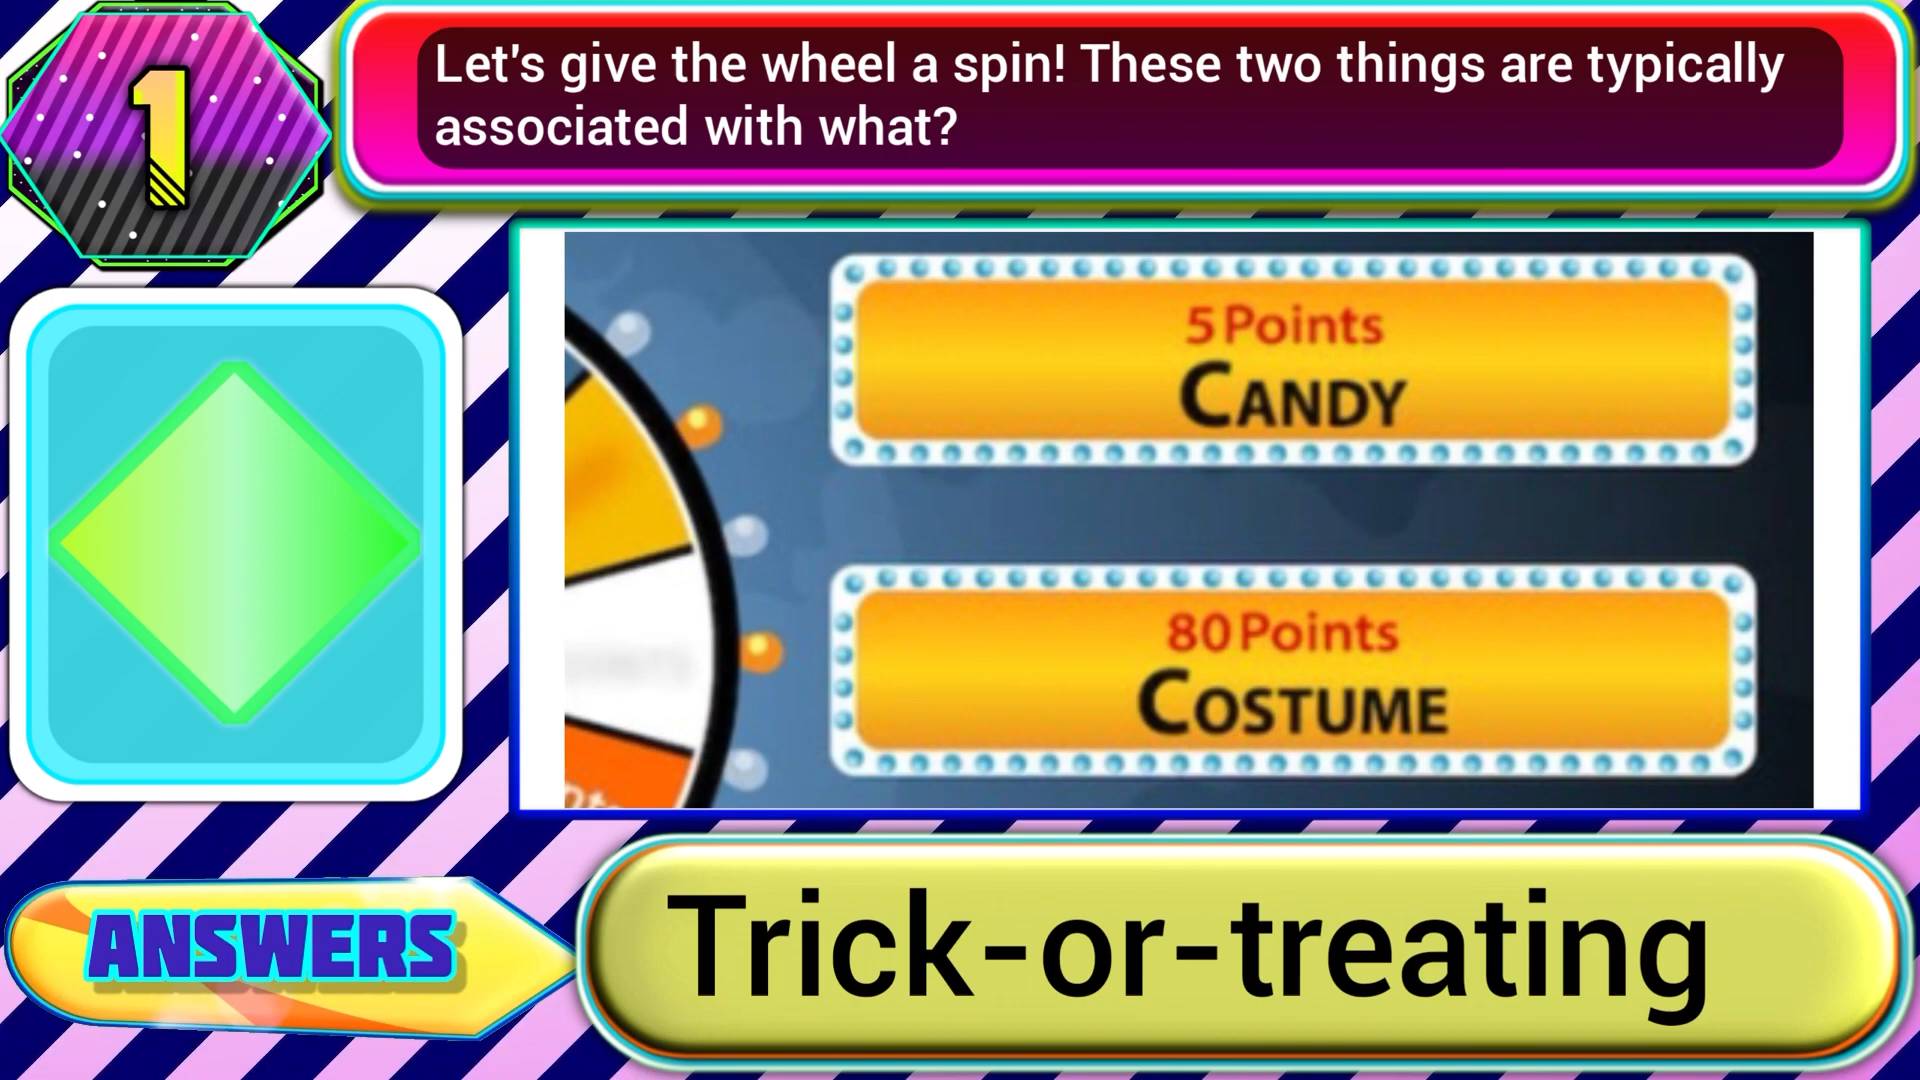 1
Let's give the wheel a spin! These two things are typically
associated with what?
5 Points
CANDY
80 Points
COSTUME
ANSWERS
Trick-or-treating